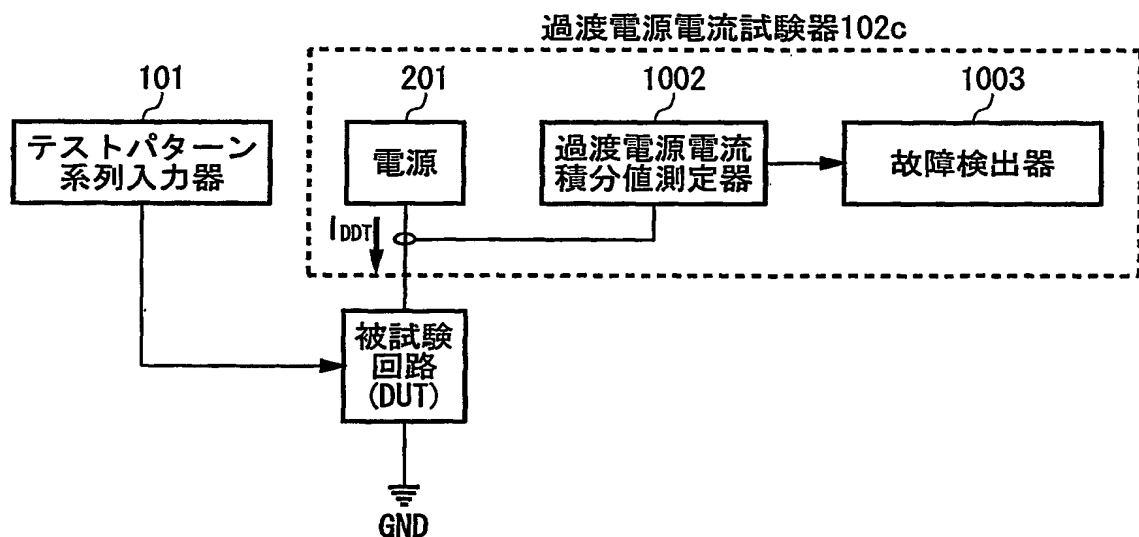 過渡電源電流試験器102c
101
201
1002
1003
テストパターン
系列入力器
電源
過渡電源電流
積分値測定器
故障検出器
IDDT
被試験
回路
(DUT)
GND